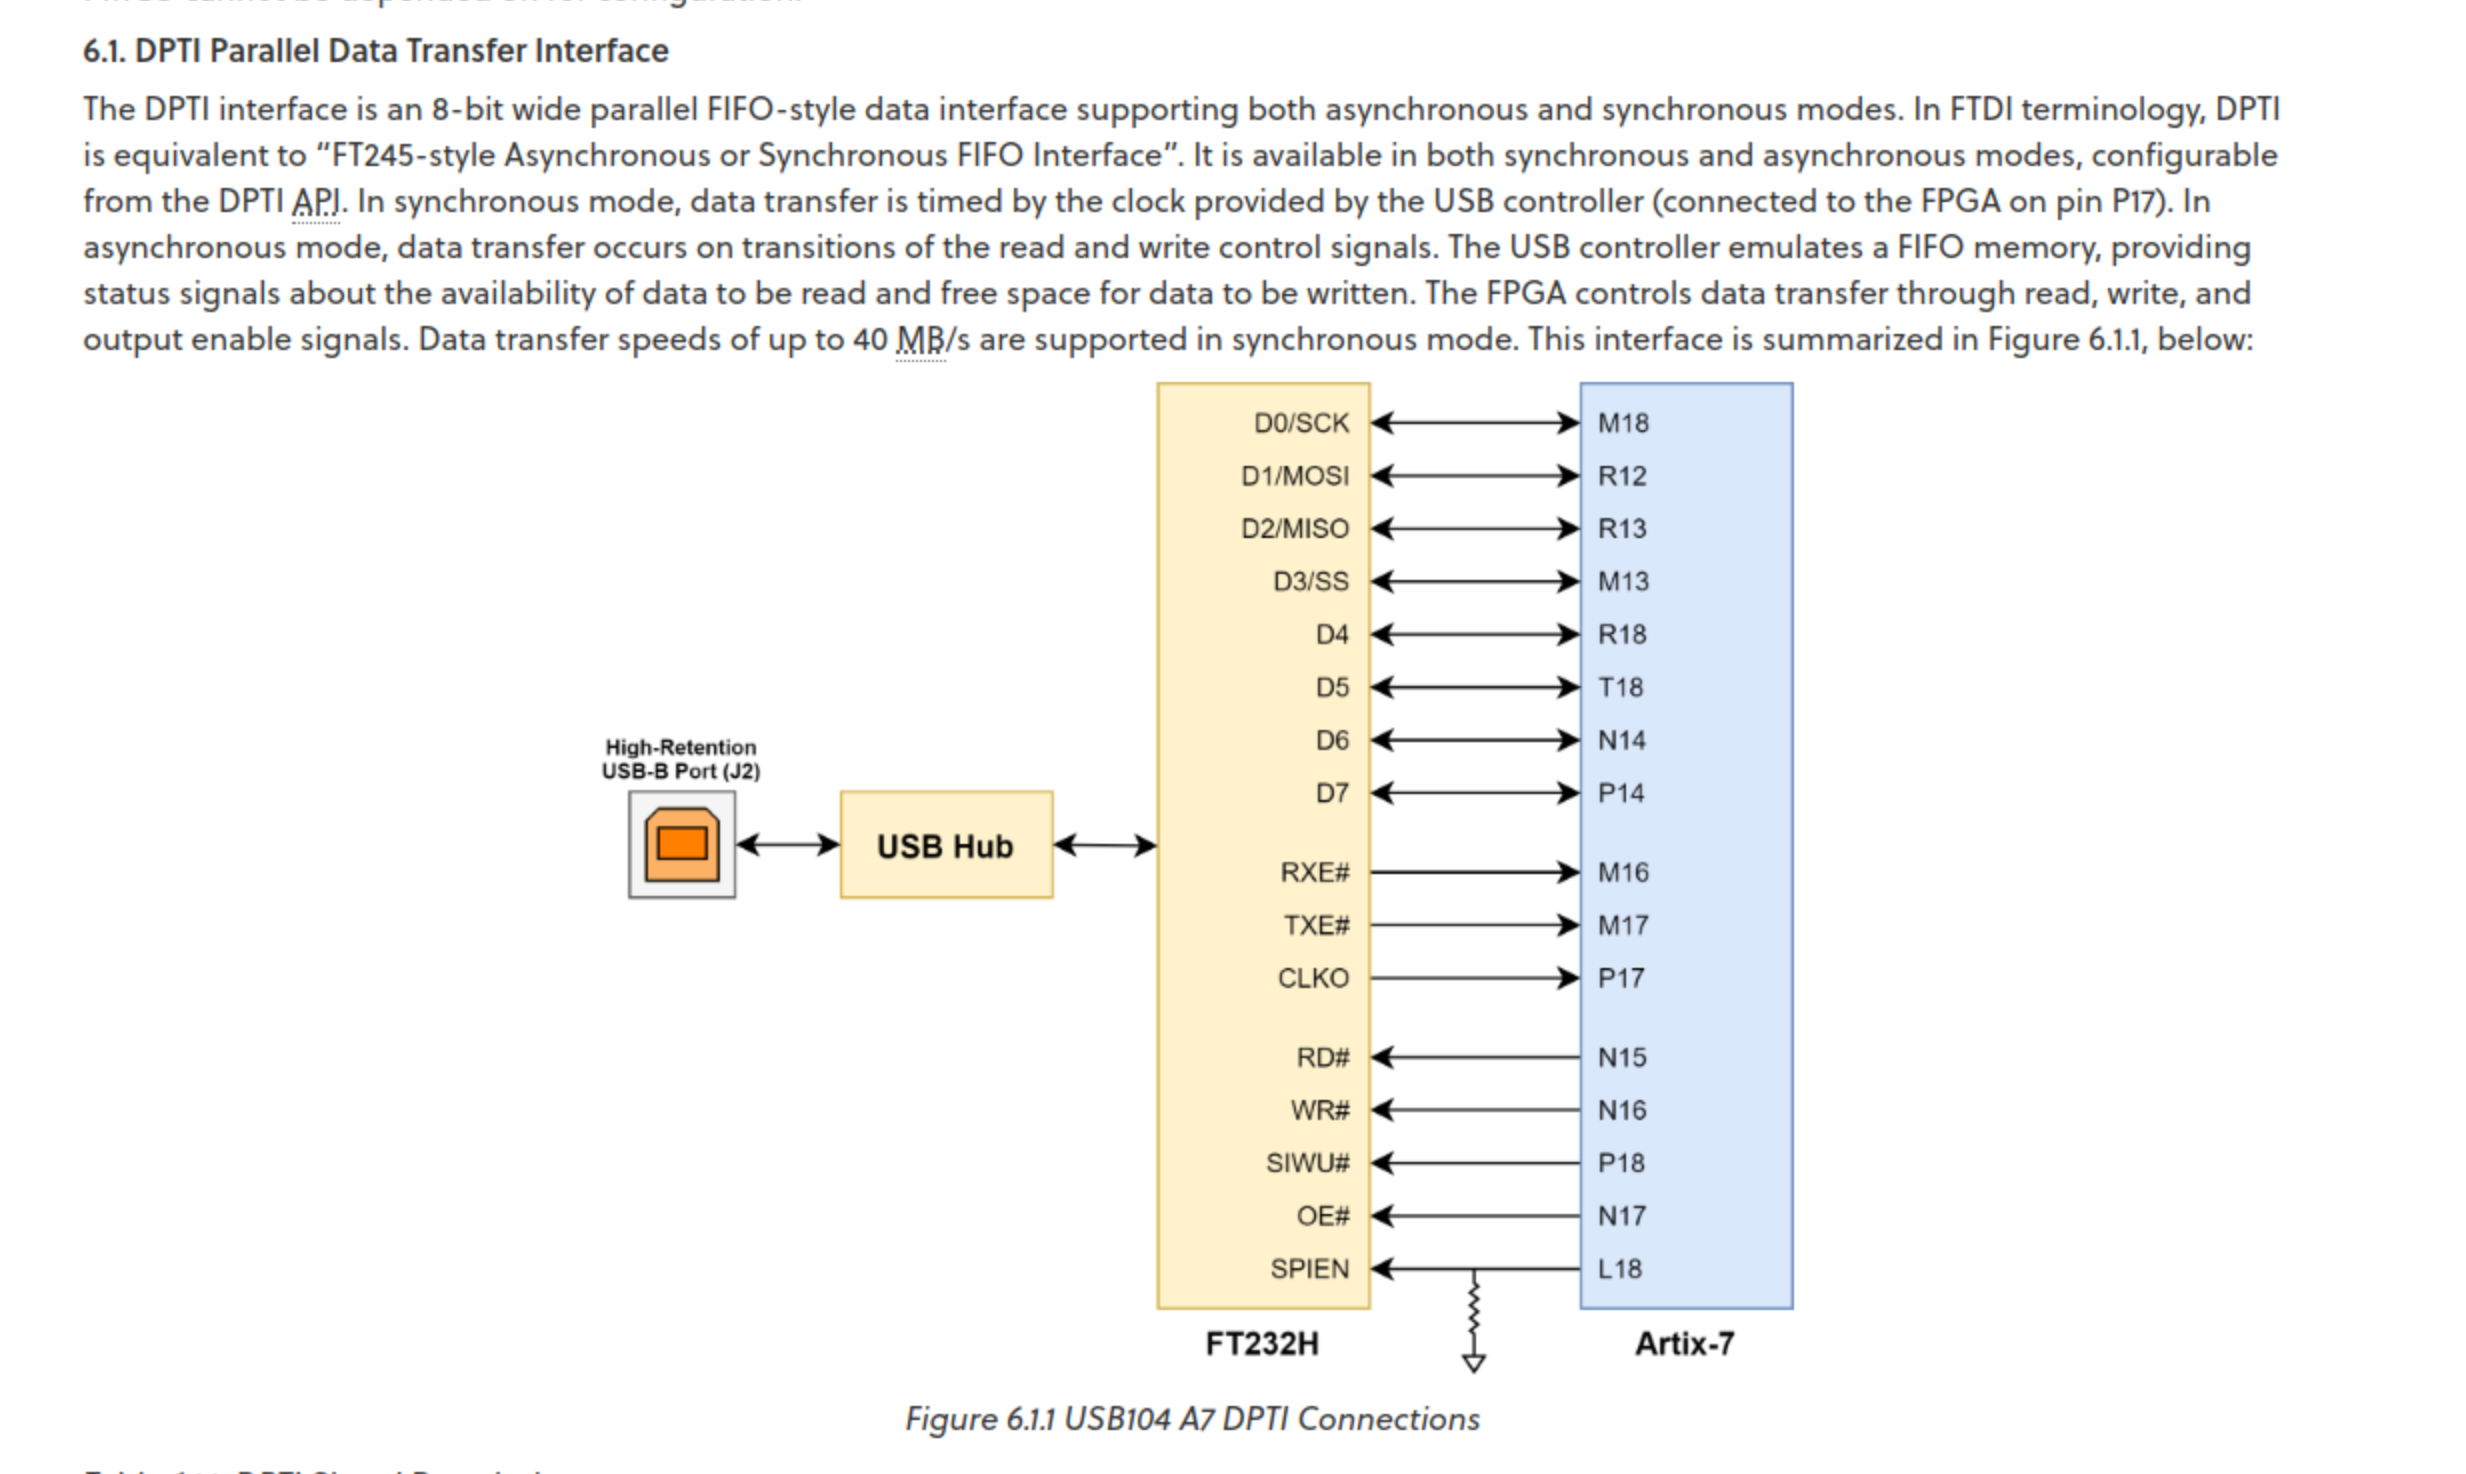 6.1. DPTI Parallel Data Transfer Interface
The DPTI interface is an 8-bit wide parallel FIFO-style data interface supporting both asynchronous and synchronous modes. In FTDI terminology, DPTI
is equivalent to “FT245-style Asynchronous or Synchronous FIFO Interface”. It is available in both synchronous and asynchronous modes, configurable
from the DPTI API. In synchronous mode, data transfer is timed by the clock provided by the USB controller (connected to the FPGA on pin P17). In
asynchronous mode, data transfer occurs on transitions of the read and write control signals. The USB controller emulates a FIFO memory, providing
status signals about the availability of data to be read and free space for data to be written. The FPGA controls data transfer through read, write, and
output enable signals. Data transfer speeds of up to 40 MB/s are supported in synchronous mode. This interface is summarized in Figure 6.1.1, below:
D0/SCK M18
D1/MOSI R12
D2/MISO R13
D3/SS M13
D4 R18
D5 T18
D6 N14
D7 P14
High-Retention
USB-B Port (J2)
USB Hub
RXE# M16
TXE# M17
CLKO P17
RD# N15
WR# N16
SIWU# P18
OE# N17
SPIEN L18
FT232H Artix-7
Figure 6.1.1 USB104 A7 DPTI Connections